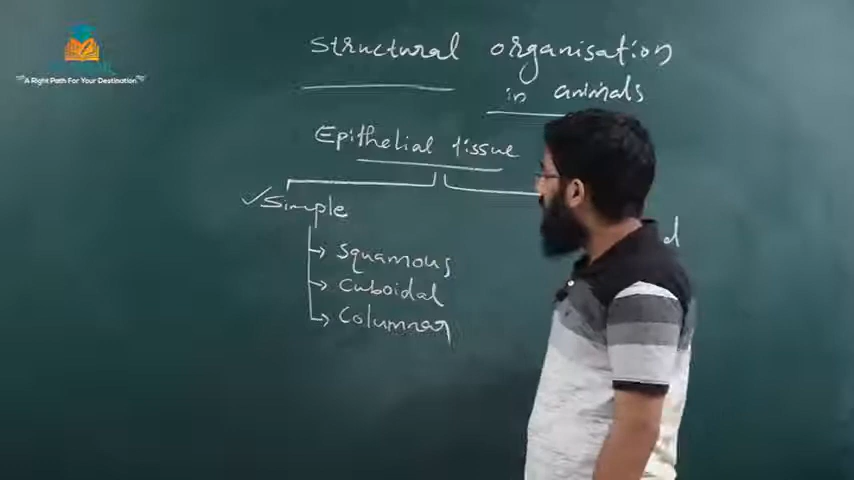 A Right Path For Your Destination
Structural organisation
in animals
Epithelial tissue
✓Simple
Squamous
Cuboidal
Columnar